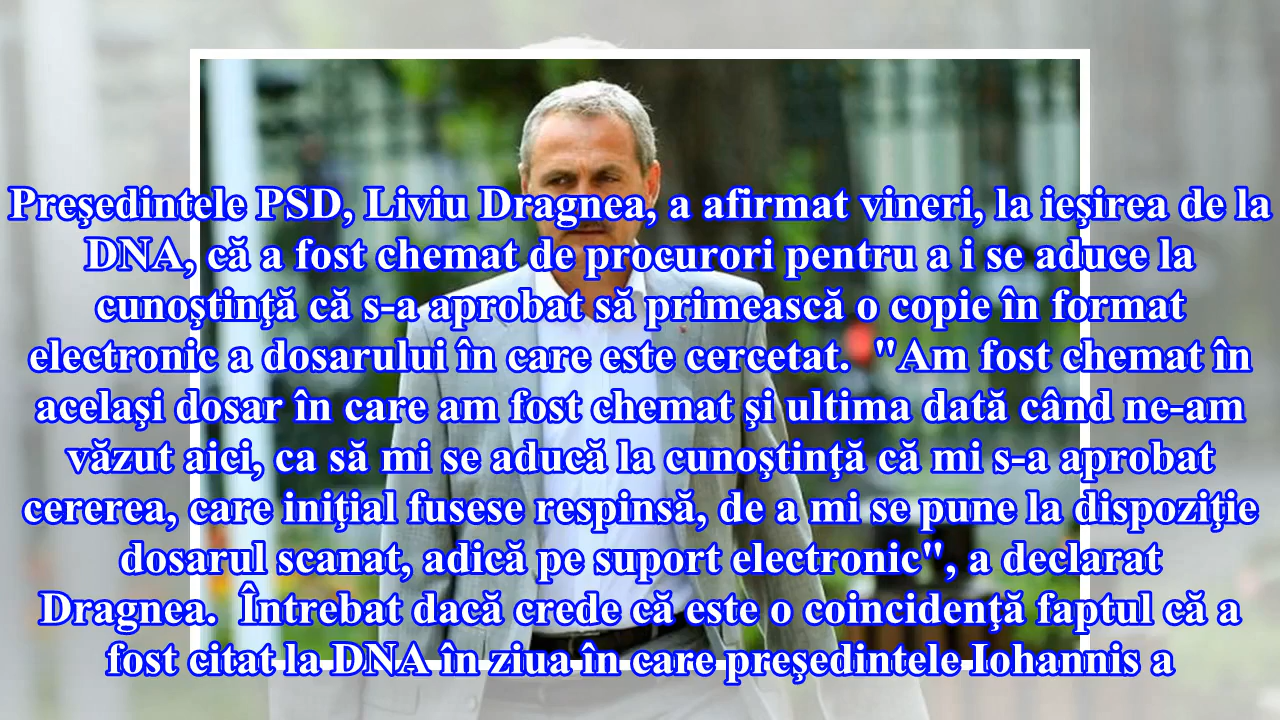 Preşedintele PSD, Liviu Dragnea, a afirmat vineri, la ieşirea de la
DNA, că a fost chemat de procurori pentru a i se aduce la
cunoştinţă că s-a aprobat să primească o copie în format
electronic a dosarului în care este cercetat.  "Am fost chemat în
acelaşi dosar în care am fost chemat şi ultima dată când ne-am
văzut aici, ca să mi se aducă la cunoştinţă că mi s-a aprobat
cererea, care iniţial fusese respinsă, de a mi se pune la dispoziţie
dosarul scanat, adică pe suport electronic", a declarat
Dragnea.  Întrebat dacă crede că este o coincidenţă faptul că a
fost citat la DNA în ziua în care preşedintele Iohannis a